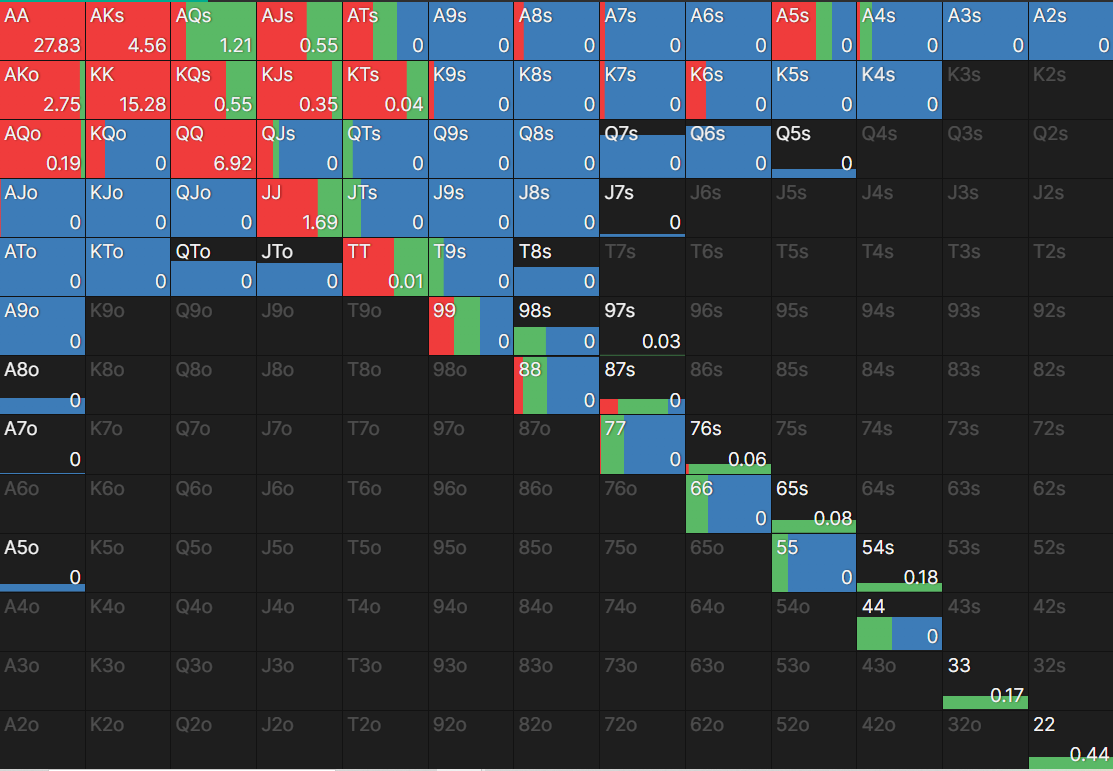 AA AKs AQs AJs ATs A9s A8s A7s A6s A5s A4s A3s A2s
27.83 4.56 1.21 0.55 0 0 0 0 0 0 0 0 0
AKo KK KQs KJs KTs K9s K8s K7s K6s K5s K4s K3s K2s
2.75 15.28 0.55 0.35 0.04 0 0 0 0 0 0
AQo KQo QQ QJs QTs Q9s Q8s Q7s Q6s Q5s Q4s Q3s Q2s
0.19 0 6.92 0 0 0 0 0 0 0
AJo KJo QJo JJ JTs J9s J8s J7s J6s J5s J4s J3s J2s
0 0 0 1.69 0 0 0 0
ATo KTo QTo JTo TT T9s T8s T7s T6s T5s T4s T3s T2s
0 0 0 0 0.01 0 0
A9o K9o Q9o J9o T9o 99 98s 97s 96s 95s 94s 93s 92s
0 0 0 0.03
A8o K8o Q8o J8o T8o 98o 88 87s 86s 85s 84s 83s 82s
0 0 0
A7o K7o Q7o J7o T7o 97o 87o 77 76s 75s 74s 73s 72s
0 0 0.06
A6o K6o Q6o J6o T6o 96o 86o 76o 66 65s 64s 63s 62s
0 0.08
A5o K5o Q5o J5o T5o 95o 85o 75o 65o 55 54s 53s 52s
0 0 0.18
A4o K4o Q4o J4o T4o 94o 84o 74o 64o 54o 44 43s 42s
0
A3o K3o Q3o J3o T3o 93o 83o 73o 63o 53o 43o 33 32s
0.17
A2o K2o Q2o J2o T2o 92o 82o 72o 62o 52o 42o 32o 22
0.44